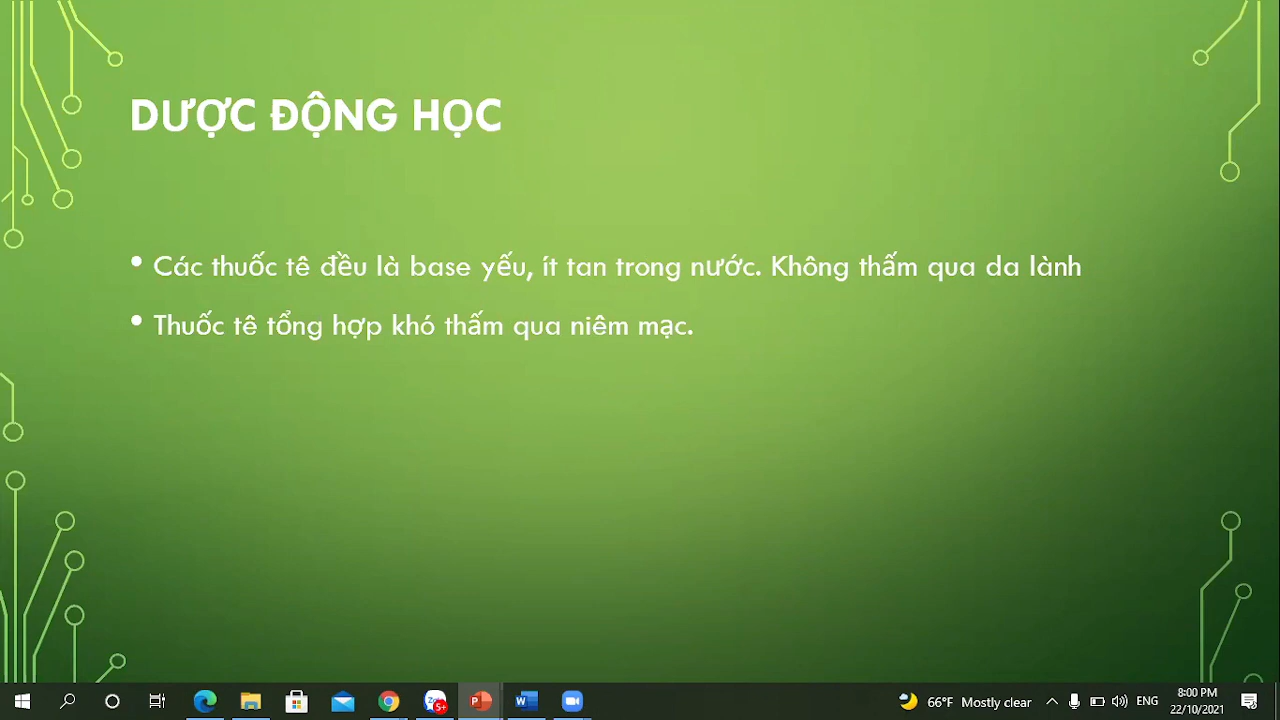 DƯỢC ĐỘNG HỌC
• Các thuốc tê đều là base yếu, ít tan trong nước. Không thấm qua da lành
• Thuốc tê tổng hợp khó thấm qua niêm mạc.
66°F Mostly clear
ENG
8:00 PM
22/10/2021